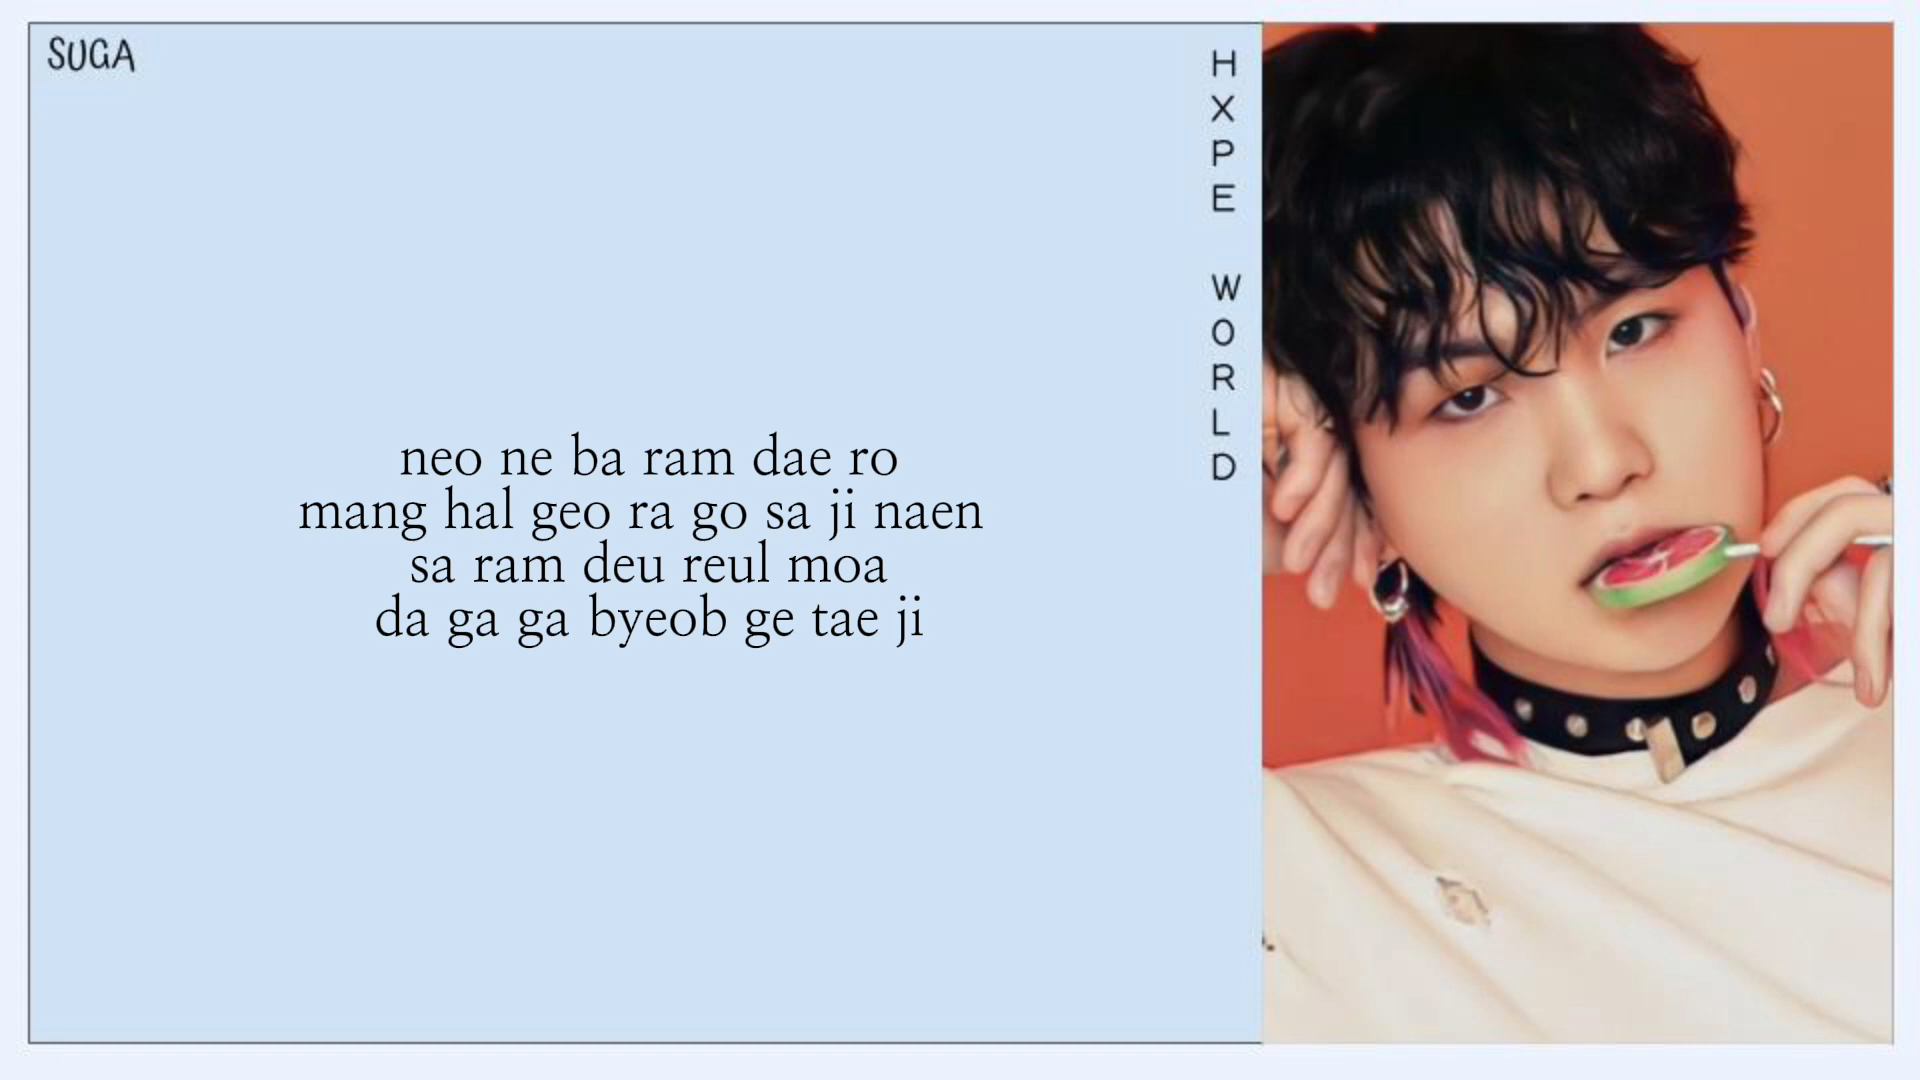 SUGA
HXPE WORLD
neo ne ba ram dae ro
mang hal geo ra go sa ji naen
sa ram deu reul moa
da ga ga byeob ge tae ji